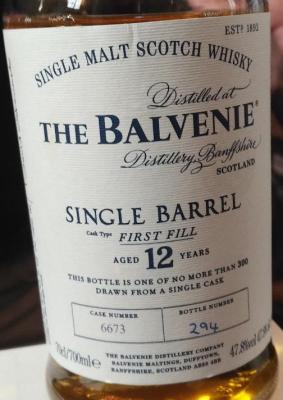 ESTD 1892
SINGLE MALT SCOTCH WHISKY
Distilled at
THE BALVENIE®
Distillery, Banffshire
SCOTLAND
SINGLE BARREL
Cask Type FIRST FILL
AGED 12 YEARS
THIS BOTTLE IS ONE OF NO MORE THAN 300
DRAWN FROM A SINGLE CASK
CASK NUMBER
6673
BOTTLE NUMBER
294
70cl/700ml e
THE BALVENIE DISTILLERY COMPANY
BALVENIE MALTINGS, DUFFTOWN,
BANFFSHIRE, SCOTLAND AB55 4BB
47.8%vol